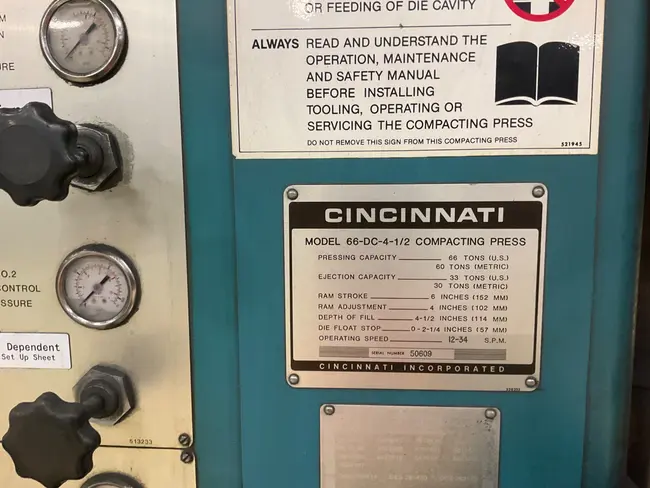 OR FEEDING OF DIE CAVITY
ALWAYS READ AND UNDERSTAND THE
OPERATION, MAINTENANCE
AND SAFETY MANUAL
BEFORE INSTALLING
TOOLING, OPERATING OR
SERVICING THE COMPACTING PRESS
DO NOT REMOVE THIS SIGN FROM THIS COMPACTING PRESS
521945
CINCINNATI
MODEL 66-DC-4-1/2 COMPACTING PRESS
PRESSING CAPACITY 66 TONS (U.S.)
60 TONS (METRIC)
EJECTION CAPACITY 33 TONS (U.S.)
30 TONS (METRIC)
RAM STROKE 6 INCHES (152 MM)
RAM ADJUSTMENT 4 INCHES (102 MM)
DEPTH OF FILL 4-1/2 INCHES (114 MM)
DIE FLOAT STOP 0-2-1/4 INCHES (57 MM)
OPERATING SPEED 12-34 S.P.M.
SERIAL NUMBER 50609
CINCINNATI INCORPORATED
O.2
CONTROL
Dependent
Set Up Sheet
513233